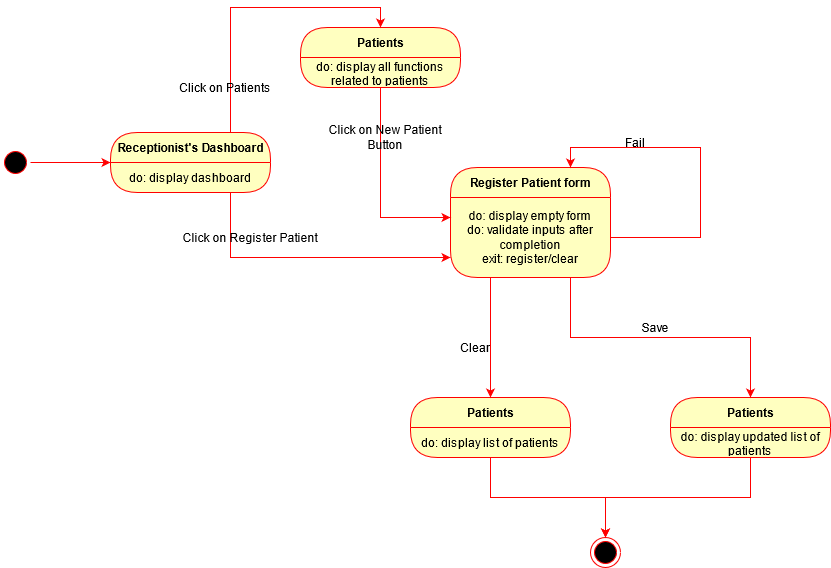 Patients
do: display all functions
related to patients
Click on Patients
Click on New Patient
Button
Receptionist's Dashboard
do: display dashboard
Fail
Register Patient form
do: display empty form
do: validate inputs after
completion
exit: register/clear
Click on Register Patient
Save
Clear
Patients
do: display list of patients
Patients
do: display updated list of
patients